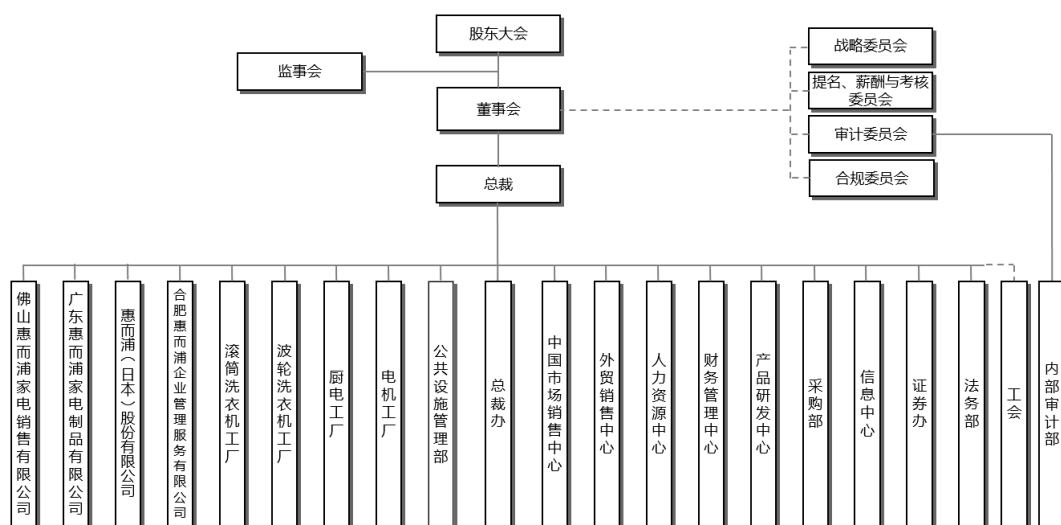 股东大会
监事会
董事会
总裁
战略委员会
提名、薪酬与考核
委员会
审计委员会
合规委员会
佛山惠而浦家电销售有限公司
广东惠而浦家电制品有限公司
惠而浦（日本）股份有限公司
合肥惠而浦企业管理服务有限公司
滚筒洗衣机工厂
波轮洗衣机工厂
厨电工厂
电机工厂
公共设施管理部
总裁办
中国市场销售中心
外贸销售中心
人力资源中心
财务管理中心
产品研发中心
采购部
信息中心
证券办
法务部
工会
内部审计部